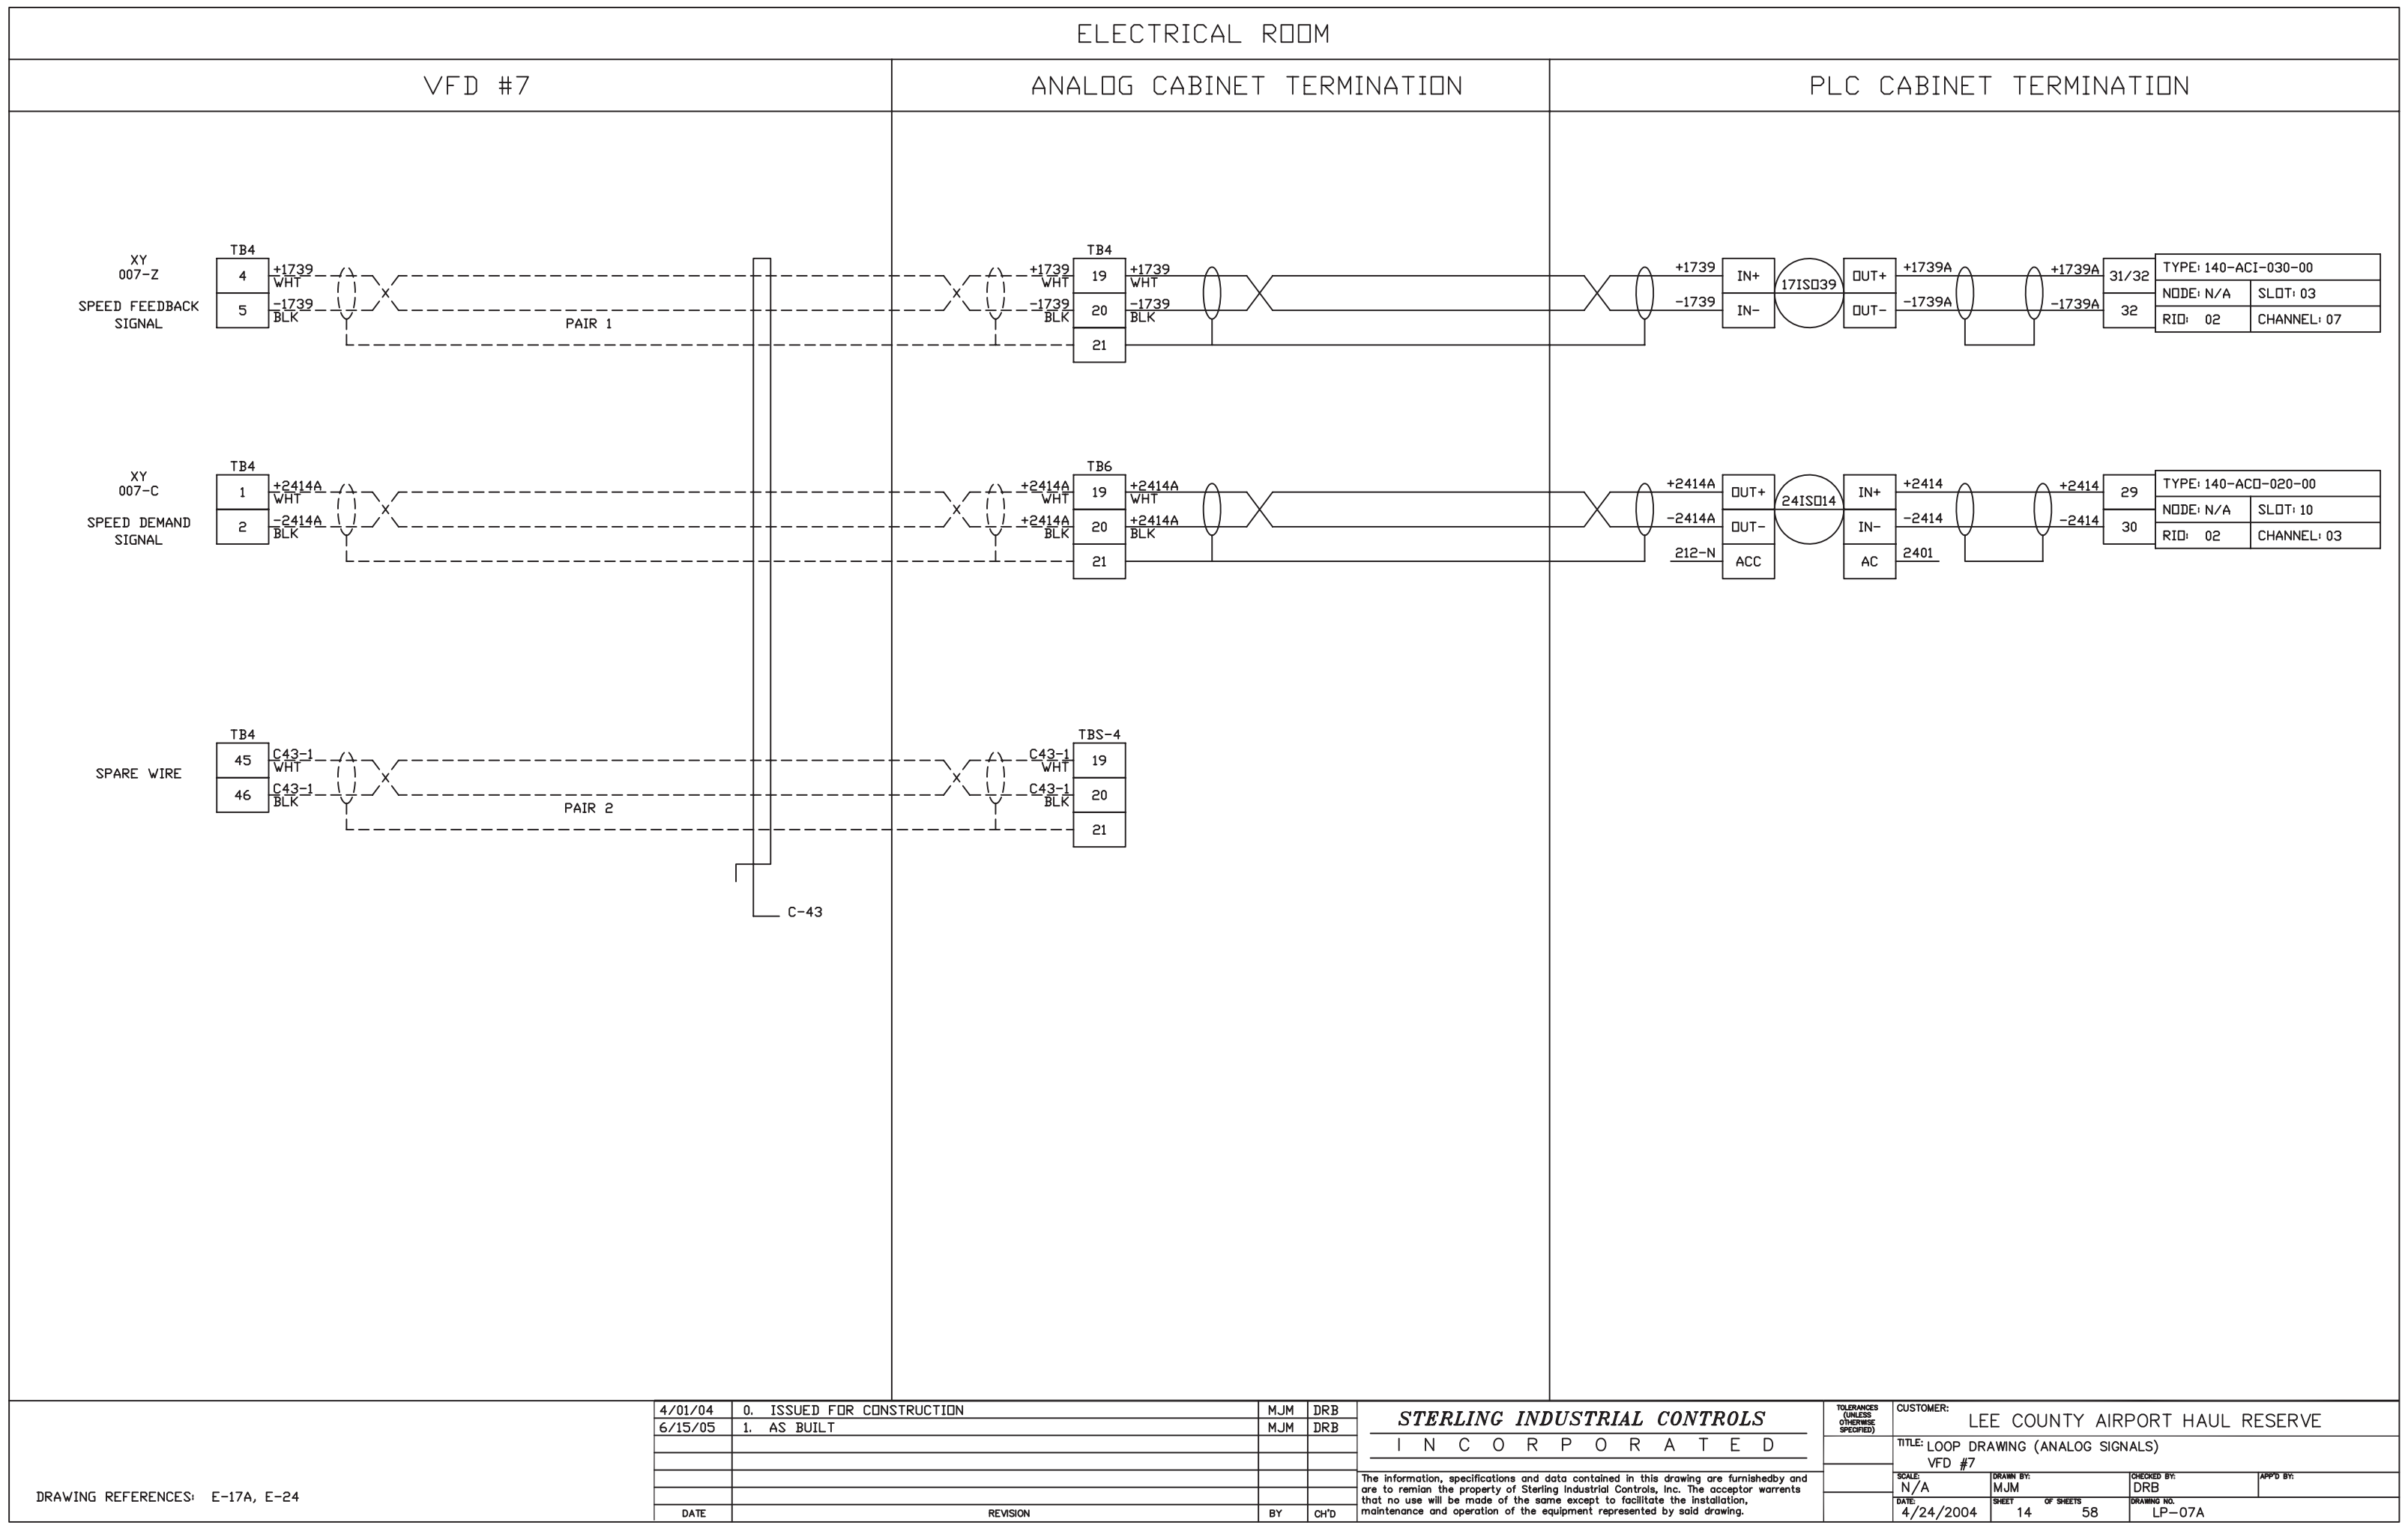 ELECTRICAL ROOM
VFD #7
ANALOG CABINET TERMINATION
PLC CABINET TERMINATION
XY
007-Z
SPEED FEEDBACK
SIGNAL
TB4
4
5
+1739
WHT
-1739
BLK
PAIR 1
+1739
WHT
-1739
BLK
TB4
19
20
21
+1739
WHT
-1739
BLK
+1739
-1739
IN+
IN-
17ISO39
OUT+
OUT-
+1739A
-1739A
+1739A
-1739A
31/32
32
TYPE: 140-ACI-030-00
NODE: N/A SLOT: 03
RIO: 02 CHANNEL: 07
XY
007-C
SPEED DEMAND
SIGNAL
TB4
1
2
+2414A
WHT
-2414A
BLK
+2414A
WHT
+2414A
BLK
TB6
19
20
21
+2414A
WHT
+2414A
BLK
+2414A
-2414A
212-N
OUT+
OUT-
ACC
24ISO14
IN+
IN-
AC
+2414
-2414
2401
+2414
-2414
29
30
TYPE: 140-ACO-020-00
NODE: N/A SLOT: 10
RIO: 02 CHANNEL: 03
SPARE WIRE
TB4
45
46
C43-1
WHT
C43-1
BLK
PAIR 2
C43-1
WHT
C43-1
BLK
TBS-4
19
20
21
C-43
DRAWING REFERENCES: E-17A, E-24
4/01/04 0. ISSUED FOR CONSTRUCTION MJM DRB
6/15/05 1. AS BUILT MJM DRB
DATE REVISION BY CH'D
STERLING INDUSTRIAL CONTROLS
INCORPORATED
The information, specifications and data contained in this drawing are furnishedby and
are to remian the property of Sterling Industrial Controls, Inc. The acceptor warrents
that no use will be made of the same except to facilitate the installation,
maintenance and operation of the equipment represented by said drawing.
TOLERANCES
(UNLESS
OTHERWISE
SPECIFIED)
CUSTOMER:
LEE COUNTY AIRPORT HAUL RESERVE
TITLE: LOOP DRAWING (ANALOG SIGNALS)
VFD #7
SCALE: DRAWN BY: CHECKED BY: APP'D BY:
N/A MJM DRB
DATE: SHEET OF SHEETS DRAWING NO.
4/24/2004 14 58 LP-07A